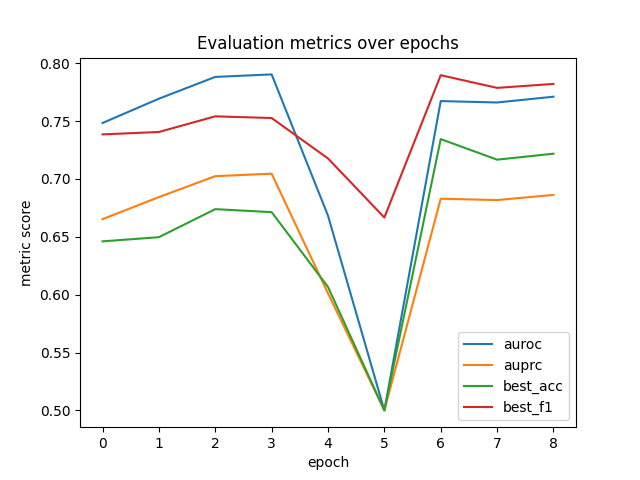 Evaluation metrics over epochs
metric score
0.80
0.75
0.70
0.65
0.60
0.55
0.50
auroc
auprc
best_acc
best_f1
0 1 2 3 4 5 6 7 8
epoch